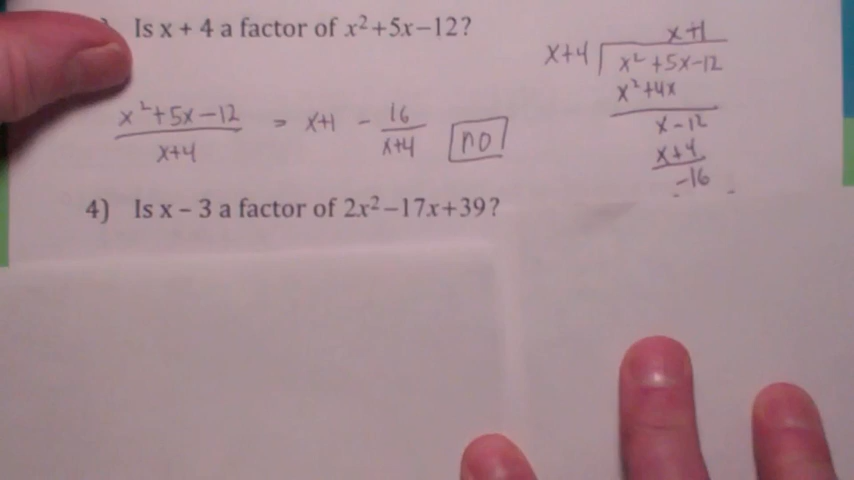 Is x + 4 a factor of x²+5x−12?
x+1
x+4 x²+5x-12
x²+4x
x-12
x+4
-16
x²+5x-12
x+4
= x+1 - 16
x+4
no
4) Is x – 3 a factor of 2x²−17x+39?